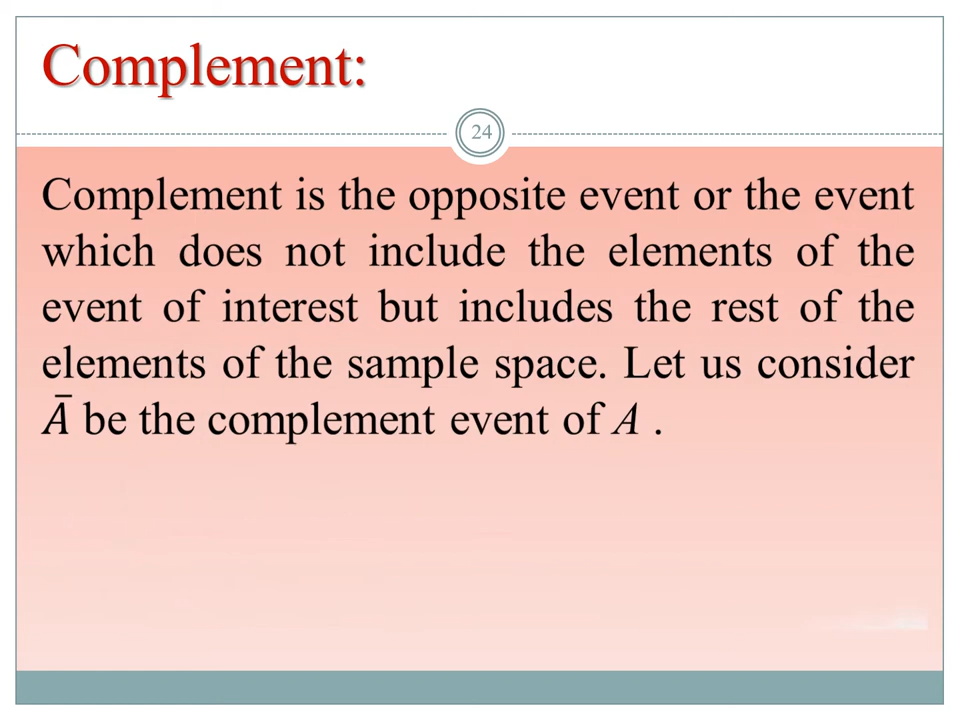 Complement:
24
Complement is the opposite event or the event
which does not include the elements of the
event of interest but includes the rest of the
elements of the sample space. Let us consider
Ā be the complement event of A .